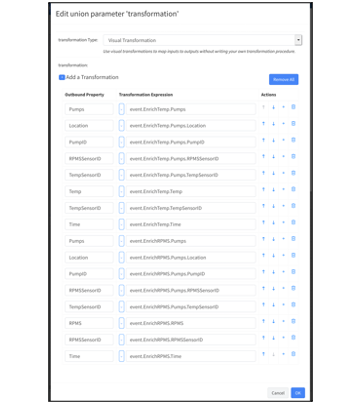 Edit union parameter 'transformation'
Transformation Type: Visual Transformation
Use visual transformations to map inputs to outputs without writing your own transformation procedure.
transformation:
Add a Transformation Remove All
Outbound Property Transformation Expression Actions
Pumps event.EnrichTemp.Pumps
Location event.EnrichTemp.Pumps.Location
PumpID event.EnrichTemp.Pumps.PumpID
RPMSSensorID event.EnrichTemp.Pumps.RPMSSensorID
TempSensorID event.EnrichTemp.Pumps.TempSensorID
Temp event.EnrichTemp.Temp
TempSensorID event.EnrichTemp.TempSensorID
Time event.EnrichTemp.Time
Pumps event.EnrichRPMS.Pumps
Location event.EnrichRPMS.Pumps.Location
PumpID event.EnrichRPMS.Pumps.PumpID
RPMSSensorID event.EnrichRPMS.Pumps.RPMSSensorID
TempSensorID event.EnrichRPMS.Pumps.TempSensorID
RPMS event.EnrichRPMS.RPMS
RPMSSensorID event.EnrichRPMS.RPMSSensorID
Time event.EnrichRPMS.Time
Cancel OK